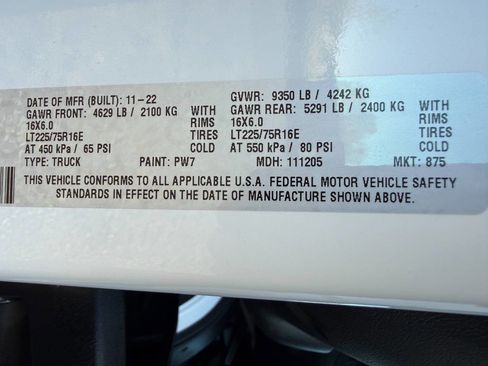 DATE OF MFR (BUILT): 11-22 GVWR: 9350 LB / 4242 KG
GAWR FRONT: 4629 LB / 2100 KG WITH GAWR REAR: 5291 LB / 2400 KG WITH
16X6.0 RIMS 16X6.0 RIMS
LT225/75R16E TIRES LT225/75R16E TIRES
AT 450 kPa / 65 PSI COLD AT 550 kPa / 80 PSI COLD
TYPE: TRUCK PAINT: PW7 MDH: 111205 MKT: 875
THIS VEHICLE CONFORMS TO ALL APPLICABLE U.S.A. FEDERAL MOTOR VEHICLE SAFETY
STANDARDS IN EFFECT ON THE DATE OF MANUFACTURE SHOWN ABOVE.